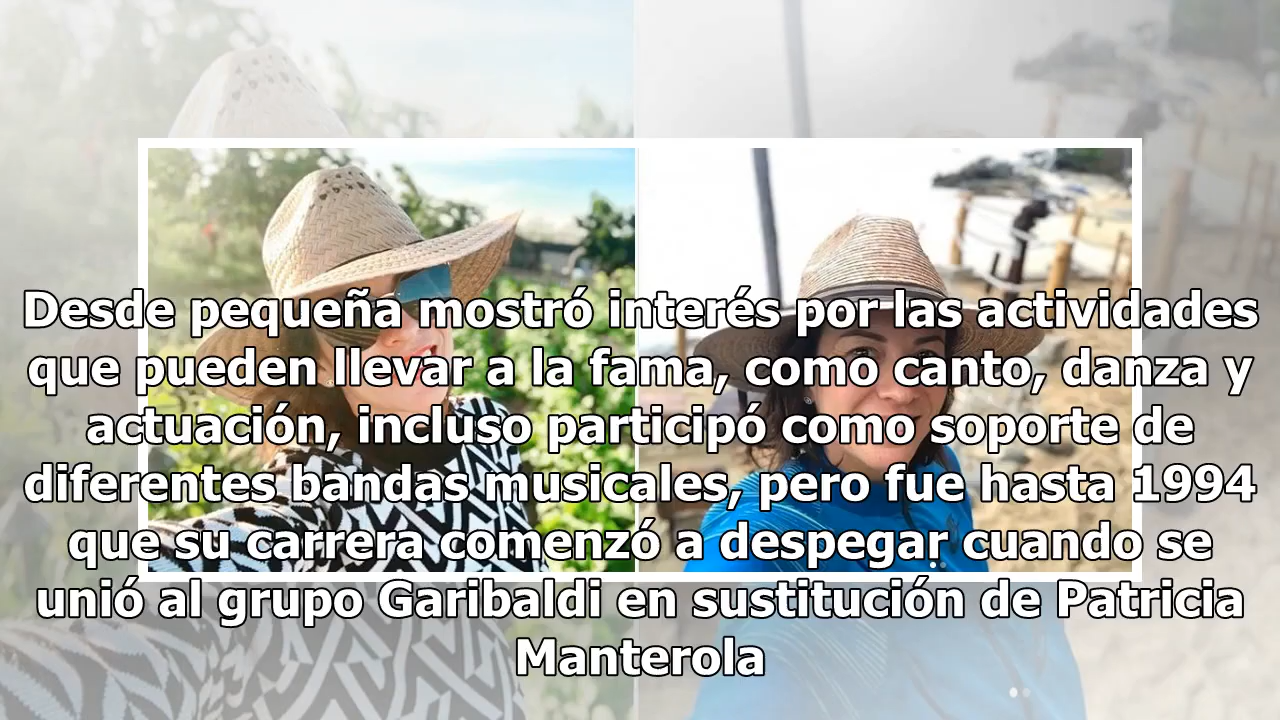 Desde pequeña mostró interés por las actividades
que pueden llevar a la fama, como canto, danza y
actuación, incluso participó como soporte de
diferentes bandas musicales, pero fue hasta 1994
que su carrera comenzó a despegar cuando se
unió al grupo Garibaldi en sustitución de Patricia
Manterola